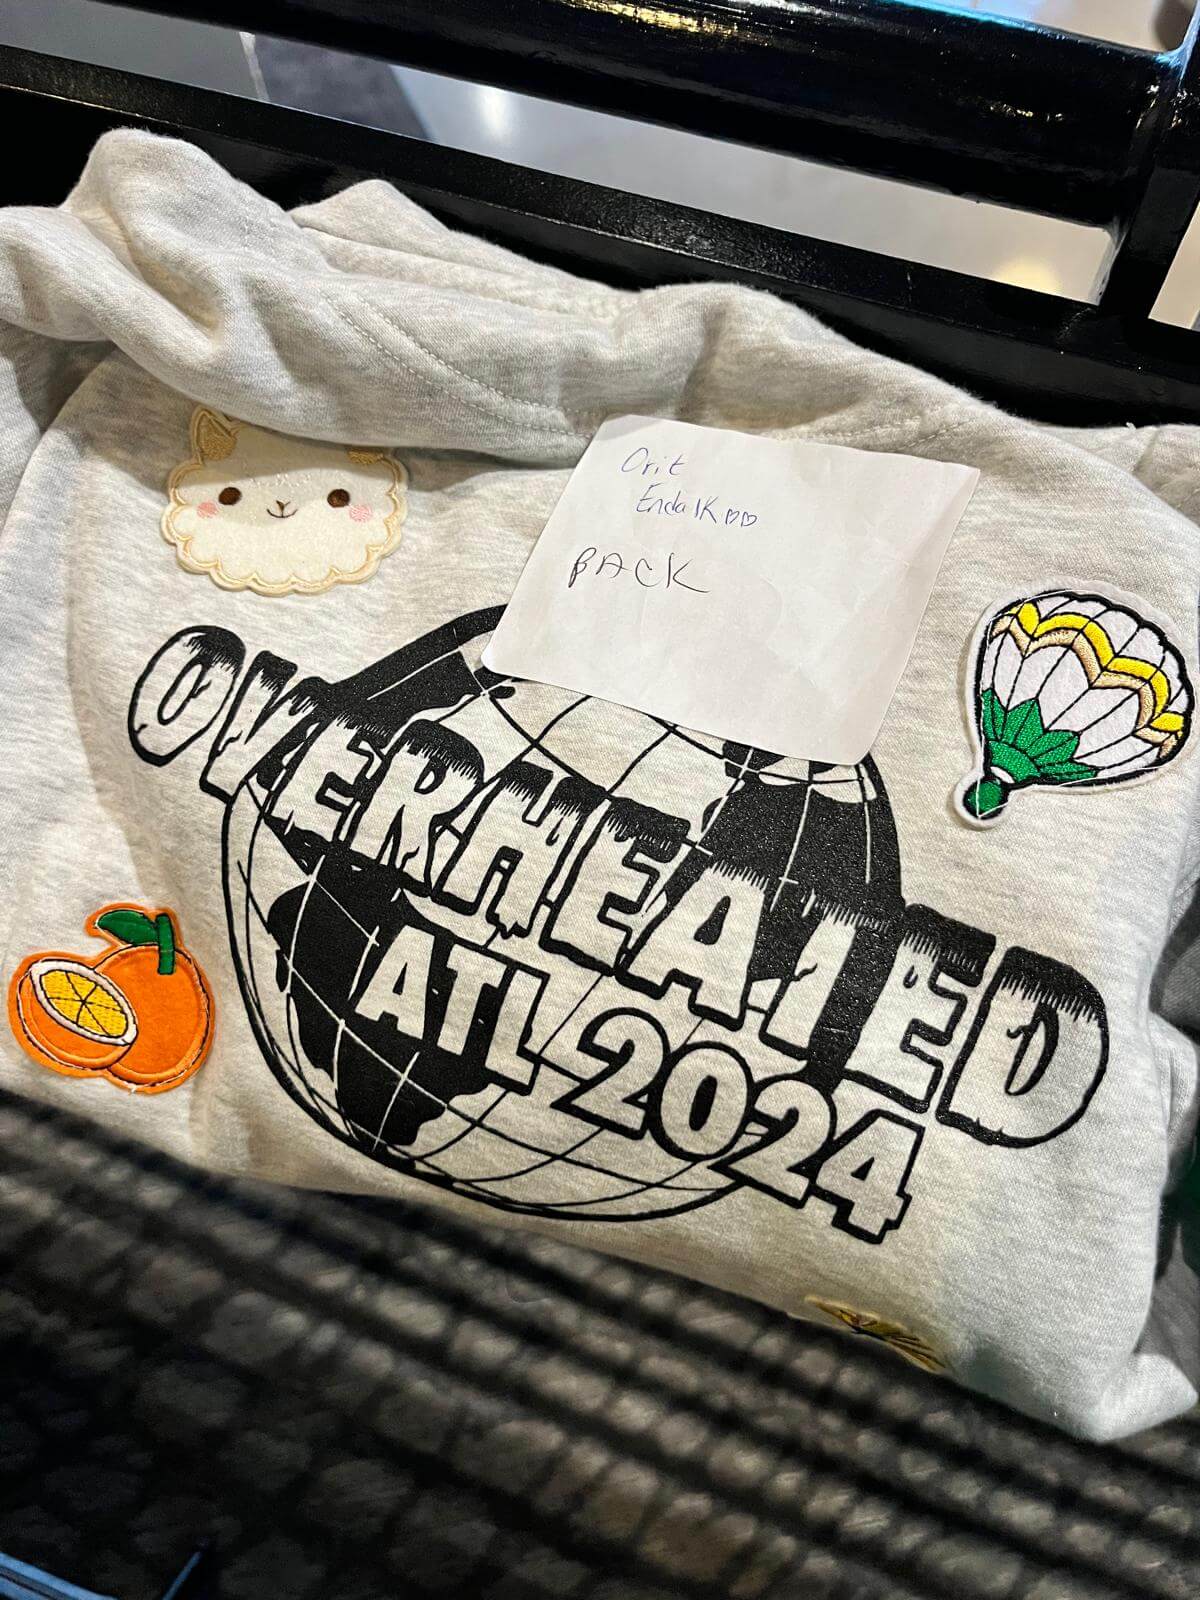 Orit
Endalk♡♡
BACK
OVERHEATED
ATL 2024